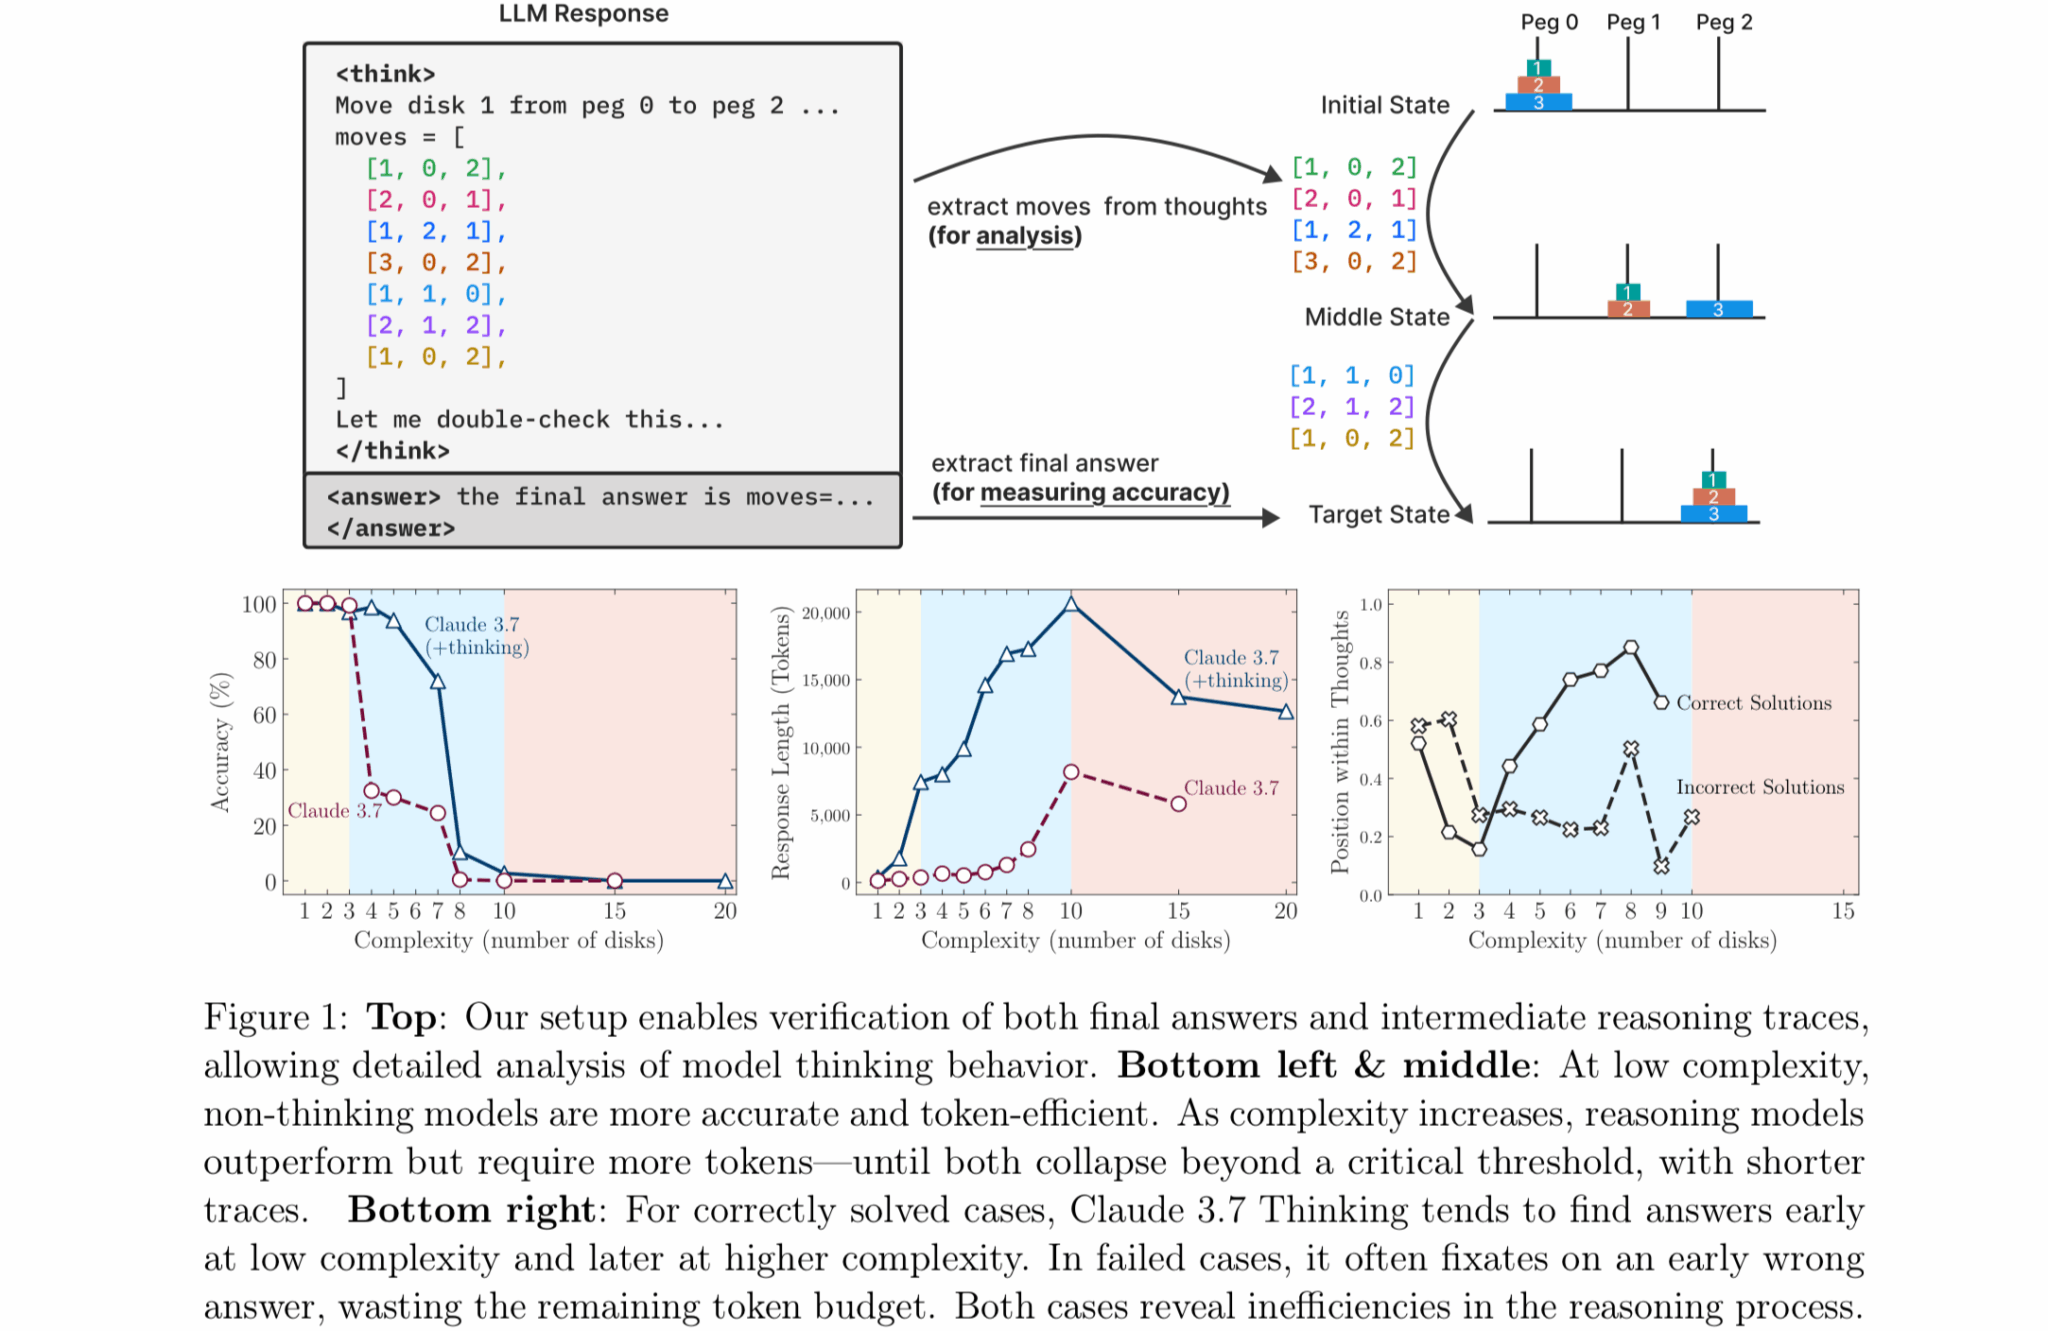 LLM Response
<think>
Move disk 1 from peg 0 to peg 2 ...
moves = [
[1, 0, 2],
[2, 0, 1],
[1, 2, 1],
[3, 0, 2],
[1, 1, 0],
[2, 1, 2],
[1, 0, 2],
]
Let me double-check this...
</think>
<answer> the final answer is moves=...
</answer>
extract moves from thoughts
(for analysis)
extract final answer
(for measuring accuracy)
Peg 0 Peg 1 Peg 2
1
2
3
Initial State
[1, 0, 2]
[2, 0, 1]
[1, 2, 1]
[3, 0, 2]
1
2 3
Middle State
[1, 1, 0]
[2, 1, 2]
[1, 0, 2]
1
2
3
Target State
Accuracy (%)
100
80
60
40
20
0
Claude 3.7
(+thinking)
Claude 3.7
1 2 3 4 5 6 7 8 10 15 20
Complexity (number of disks)
Response Length (Tokens)
20,000
15,000
10,000
5,000
0
Claude 3.7
(+thinking)
Claude 3.7
1 2 3 4 5 6 7 8 10 15 20
Complexity (number of disks)
Position within Thoughts
1.0
0.8
0.6
0.4
0.2
0.0
Correct Solutions
Incorrect Solutions
1 2 3 4 5 6 7 8 9 10 15
Complexity (number of disks)
Figure 1: Top: Our setup enables verification of both final answers and intermediate reasoning traces,
allowing detailed analysis of model thinking behavior. Bottom left & middle: At low complexity,
non-thinking models are more accurate and token-efficient. As complexity increases, reasoning models
outperform but require more tokens—until both collapse beyond a critical threshold, with shorter
traces. Bottom right: For correctly solved cases, Claude 3.7 Thinking tends to find answers early
at low complexity and later at higher complexity. In failed cases, it often fixates on an early wrong
answer, wasting the remaining token budget. Both cases reveal inefficiencies in the reasoning process.